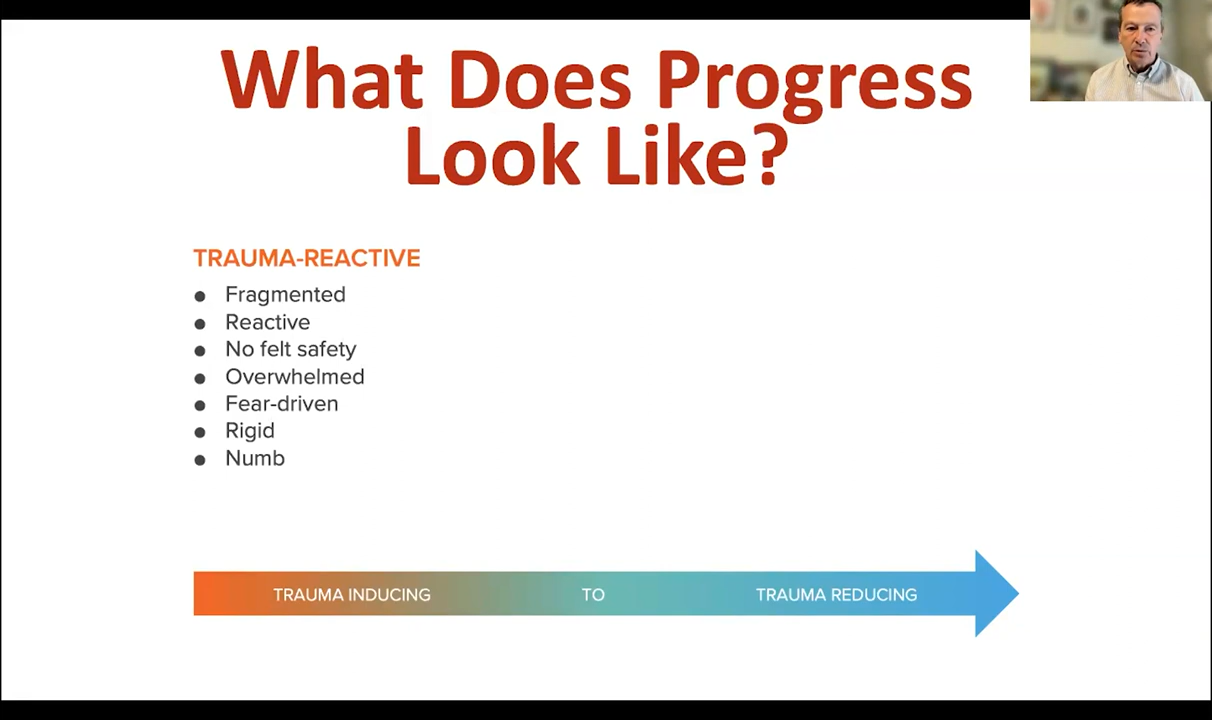 What Does Progress
Look Like?
TRAUMA-REACTIVE
● Fragmented
● Reactive
● No felt safety
● Overwhelmed
● Fear-driven
● Rigid
● Numb
TRAUMA INDUCING TO TRAUMA REDUCING